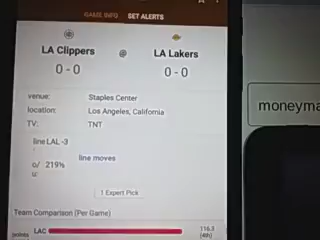 GAME INFO SET ALERTS
LA Clippers @ LA Lakers
0 - 0 0 - 0
venue: Staples Center
location: Los Angeles, California
TV: TNT
line LAL -3
o/ 219½
u:
line moves
1 Expert Pick
Team Comparison (Per Game)
points LAC 116.3
(4th)
moneyma